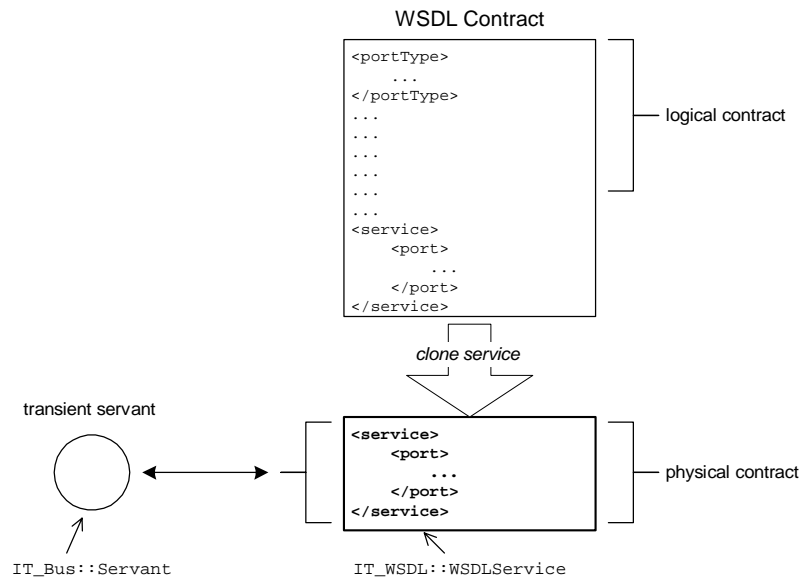 WSDL Contract
<portType>
...
</portType>
...
...
...
...
...
...
<service>
<port>
...
</port>
</service>
logical contract
clone service
transient servant
<service>
<port>
...
</port>
</service>
physical contract
IT_Bus::Servant
IT_WSDL::WSDLService